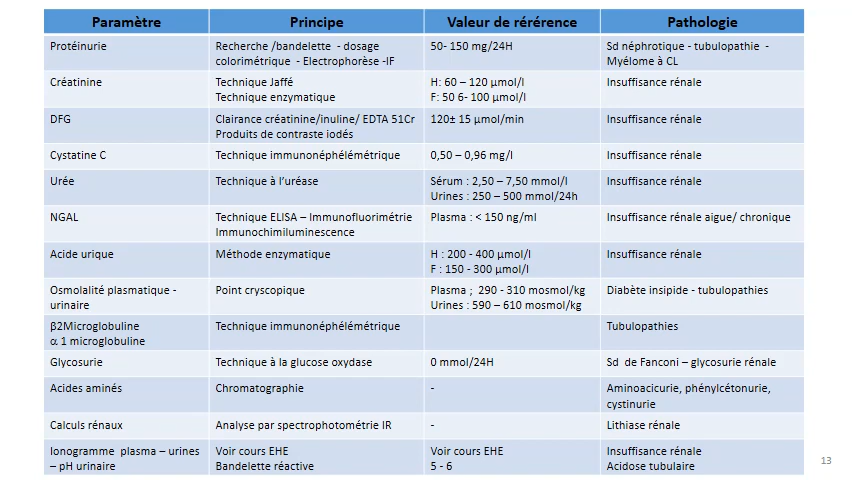 Paramètre Principe Valeur de rérérence Pathologie
Protéinurie Recherche /bandelette - dosage 50- 150 mg/24H Sd néphrotique - tubulopathie -
colorimétrique - Electrophorèse -IF Myélome à CL
Créatinine Technique Jaffé H: 60 – 120 µmol/l Insuffisance rénale
Technique enzymatique F: 50 6- 100 µmol/l
DFG Clairance créatinine/inuline/ EDTA 51Cr 120± 15 µmol/min Insuffisance rénale
Produits de contraste iodés
Cystatine C Technique immunonéphélémétrique 0,50 – 0,96 mg/l Insuffisance rénale
Urée Technique à l’uréase Sérum : 2,50 – 7,50 mmol/l Insuffisance rénale
Urines : 250 – 500 mmol/24h
NGAL Technique ELISA – Immunofluorimétrie Plasma : < 150 ng/ml Insuffisance rénale aigue/ chronique
Immunochimiluminescence
Acide urique Méthode enzymatique H : 200 - 400 µmol/l Insuffisance rénale
F : 150 - 300 µmol/l
Osmolalité plasmatique - Point cryscopique Plasma ; 290 - 310 mosmol/kg Diabète insipide - tubulopathies
urinaire Urines : 590 – 610 mosmol/kg
β2Microglobuline Technique immunonéphélémétrique Tubulopathies
α 1 microglobuline
Glycosurie Technique à la glucose oxydase 0 mmol/24H Sd de Fanconi – glycosurie rénale
Acides aminés Chromatographie - Aminoacicurie, phénylcétonurie,
cystinurie
Calculs rénaux Analyse par spectrophotométrie IR - Lithiase rénale
Ionogramme plasma – urines Voir cours EHE Voir cours EHE Insuffisance rénale
– pH urinaire Bandelette réactive 5 - 6 Acidose tubulaire
13